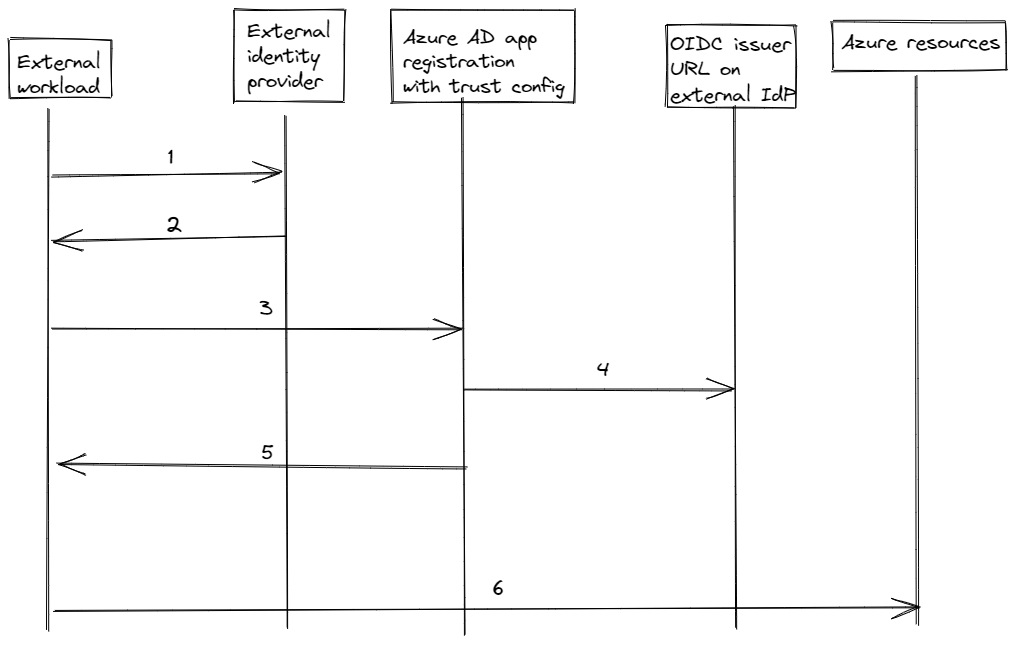 External
workload
External
identity
provider
Azure AD app
registration
with trust config
OIDC issuer
URL on
external IdP
Azure resources
1
2
3
4
5
6